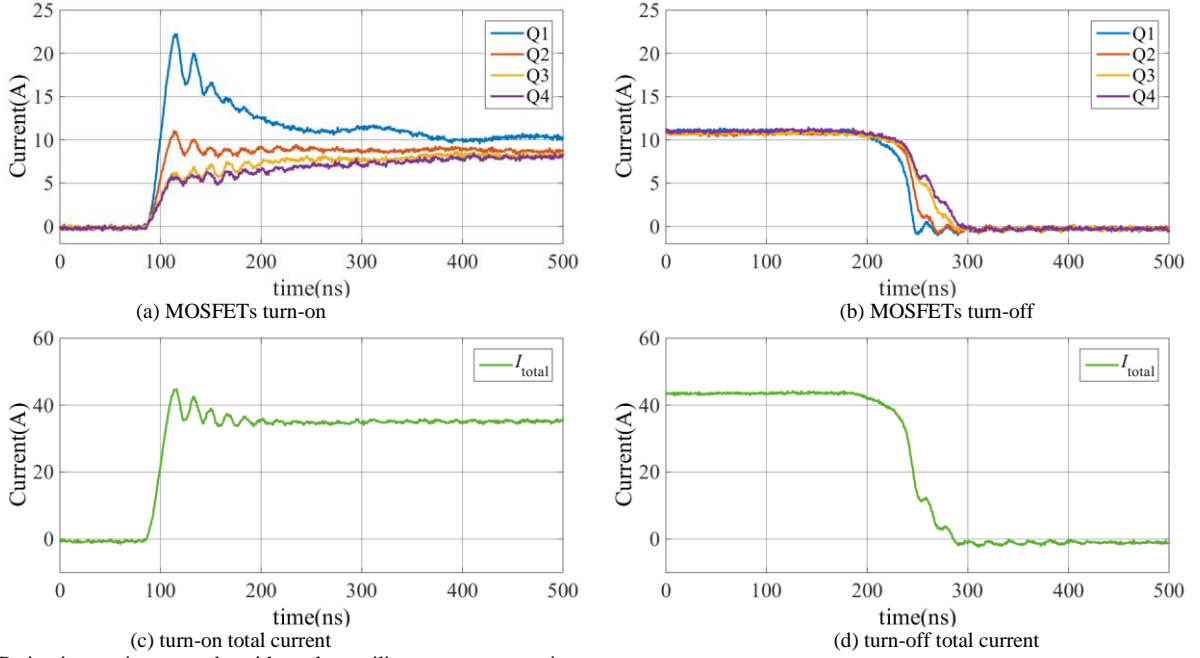 25
20
15
10
5
0
Current(A)
Q1
Q2
Q3
Q4
0 100 200 300 400 500
time(ns)
(a) MOSFETs turn-on
25
20
15
10
5
0
Current(A)
Q1
Q2
Q3
Q4
0 100 200 300 400 500
time(ns)
(b) MOSFETs turn-off
60
40
20
0
Current(A)
Itotal
0 100 200 300 400 500
time(ns)
(c) turn-on total current
60
40
20
0
Current(A)
Itotal
0 100 200 300 400 500
time(ns)
(d) turn-off total current